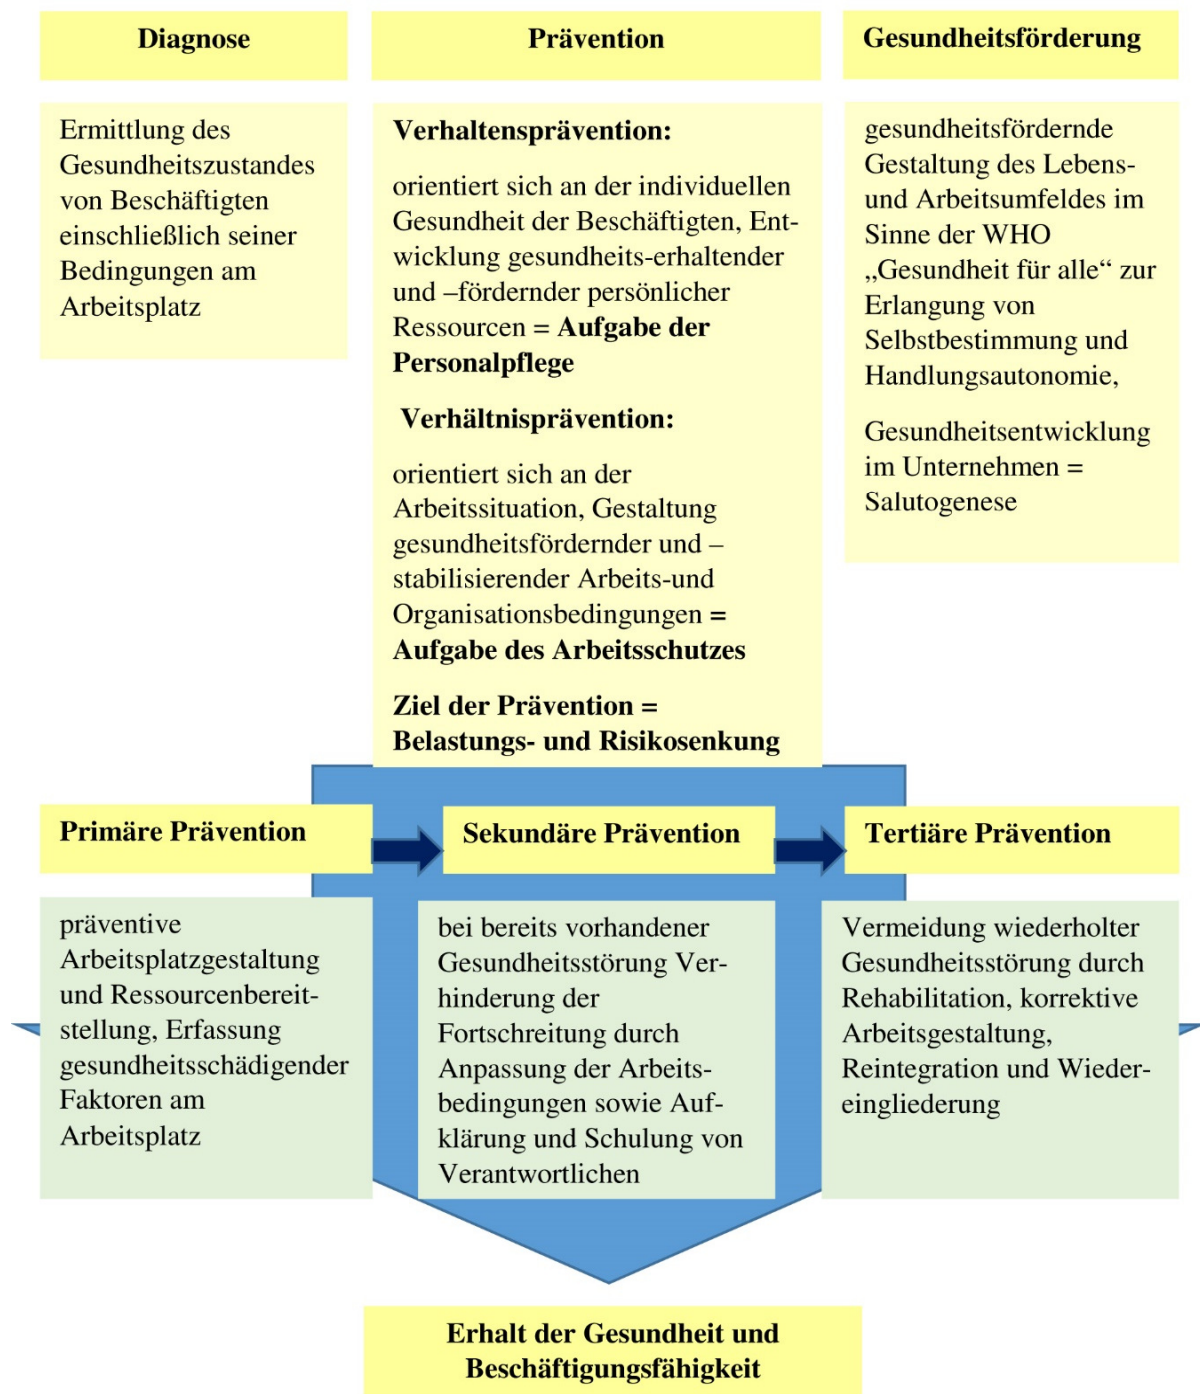 Diagnose
Prävention
Gesundheitsförderung
Ermittlung des
Gesundheitszustandes
von Beschäftigten
einschließlich seiner
Bedingungen am
Arbeitsplatz
Verhaltensprävention:
orientiert sich an der individuellen
Gesundheit der Beschäftigten, Ent-
wicklung gesundheits-erhaltender
und –fördernder persönlicher
Ressourcen = Aufgabe der
Personalpflege
Verhältnisprävention:
orientiert sich an der
Arbeitssituation, Gestaltung
gesundheitsfördernder und –
stabilisierender Arbeits-und
Organisationsbedingungen =
Aufgabe des Arbeitsschutzes
Ziel der Prävention =
Belastungs- und Risikosenkung
gesundheitsfördernde
Gestaltung des Lebens-
und Arbeitsumfeldes im
Sinne der WHO
„Gesundheit für alle“ zur
Erlangung von
Selbstbestimmung und
Handlungsautonomie,
Gesundheitsentwicklung
im Unternehmen =
Salutogenese
Primäre Prävention
Sekundäre Prävention
Tertiäre Prävention
präventive
Arbeitsplatzgestaltung
und Ressourcenbereit-
stellung, Erfassung
gesundheitsschädigender
Faktoren am
Arbeitsplatz
bei bereits vorhandener
Gesundheitsstörung Ver-
hinderung der
Fortschreitung durch
Anpassung der Arbeits-
bedingungen sowie Auf-
klärung und Schulung von
Verantwortlichen
Vermeidung wiederholter
Gesundheitsstörung durch
Rehabilitation, korrektive
Arbeitsgestaltung,
Reintegration und Wieder-
eingliederung
Erhalt der Gesundheit und
Beschäftigungsfähigkeit